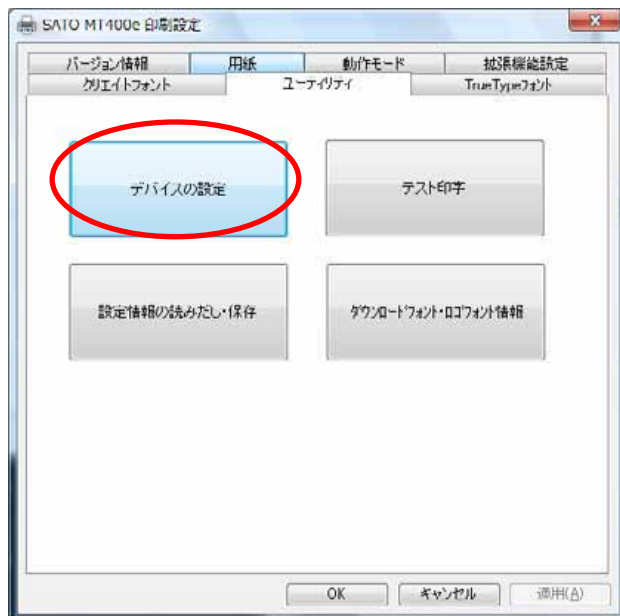 SATO MT400e 印刷設定
バージョン情報 用紙 動作モード 拡張機能設定
クリエイトフォント ユーティリティ TrueTypeフォント
デバイスの設定 テスト印字
設定情報の読みだし・保存 ダウンロードフォント・ロゴフォント情報
OK キャンセル 適用(A)